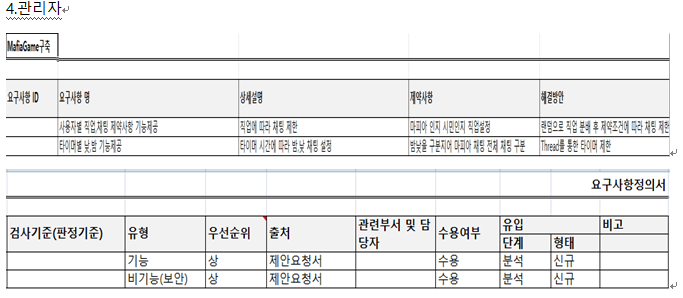 4.관리자
MafiaGame구축
요구사항 ID 요구사항 명 상세설명 제약사항 해결방안
사용자별 직업,채팅 제약사항 기능제공 직업에 따라 채팅 제한 마피아 인지 시민인지 직업설정 랜덤으로 직업 분배 후 제약조건에 따라 채팅 제한
타이머별 낮,밤 기능제공 타이머 시간에 따라 밤,낮 채팅 설정 밤낮을 구분지어 마피아 채팅 전체 채팅 구분 Thread를 통한 타이머 제한
요구사항정의서
검사기준(판정기준) 유형 우선순위 출처 관련부서 및 담당자 수용여부 유입 비고
단계 형태
기능 상 제안요청서 수용 분석 신규
비기능(보안) 상 제안요청서 수용 분석 신규